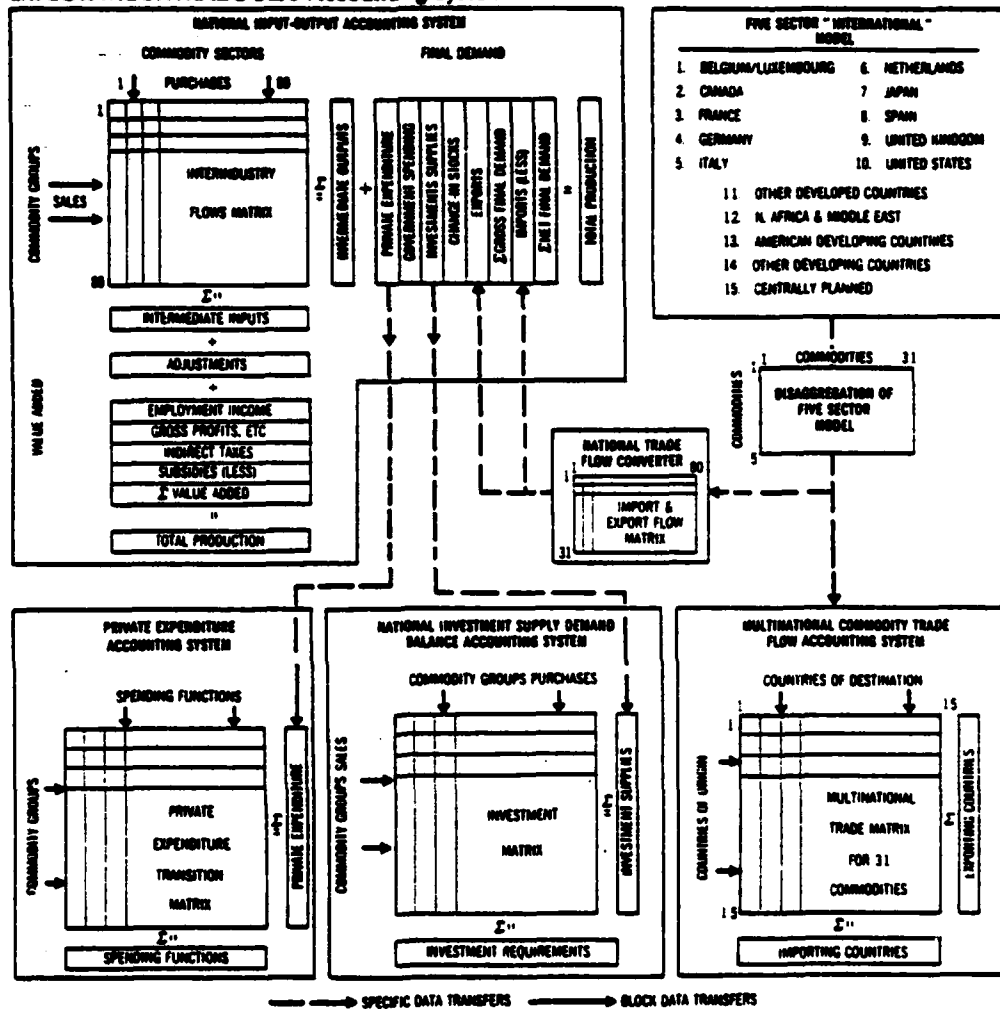 NATIONAL INPUT-OUTPUT ACCOUNTING SYSTEM
COMMODITY SECTORS
FINAL DEMAND
1 PURCHASES
1
COMMODITY GROUPS
SALES
INTERINDUSTRY
FLOWS MATRIX
Σ"
INTERMEDIATE OUTPUTS
+
PRIVATE EXPENDITURE
GOVERNMENT SPENDING
INVESTMENTS SUPPLIES
CHANGE IN STOCKS
EXPORTS
Σ GROSS FINAL DEMAND
IMPORTS (LESS)
Σ NET FINAL DEMAND
"
TOTAL PRODUCTION
Σ"
INTERMEDIATE INPUTS
+
ADJUSTMENTS
+
VALUE ADDED
EMPLOYMENT INCOME
GROSS PROFITS, ETC
INDIRECT TAXES
SUBSIDIES (LESS)
Σ VALUE ADDED
"
TOTAL PRODUCTION
FIVE SECTOR "INTERNATIONAL"
MODEL
1. BELGIUM/LUXEMBOURG 6. NETHERLANDS
2. CANADA 7 JAPAN
3. FRANCE 8. SPAIN
4. GERMANY 9. UNITED KINGDOM
5. ITALY 10. UNITED STATES
11 OTHER DEVELOPED COUNTRIES
12 N. AFRICA & MIDDLE EAST
13. AMERICAN DEVELOPING COUNTRIES
14 OTHER DEVELOPING COUNTRIES
15. CENTRALLY PLANNED
1 COMMODITIES 31
1
COMMODITIES
5
DISAGGREGATION OF
FIVE SECTOR
MODEL
NATIONAL TRADE
FLOW CONVERTER
1 80
1
IMPORT &
EXPORT FLOW
MATRIX
31
PRIVATE EXPENDITURE
ACCOUNTING SYSTEM
SPENDING FUNCTIONS
COMMODITY GROUPS
PRIVATE
EXPENDITURE
TRANSITION
MATRIX
Σ"
PRIVATE EXPENDITURE
Σ"
SPENDING FUNCTIONS
NATIONAL INVESTMENT SUPPLY DEMAND
BALANCE ACCOUNTING SYSTEM
COMMODITY GROUPS PURCHASES
COMMODITY GROUPS SALES
INVESTMENT
MATRIX
Σ"
INVESTMENT SUPPLIES
Σ"
INVESTMENT REQUIREMENTS
MULTINATIONAL COMMODITY TRADE
FLOW ACCOUNTING SYSTEM
COUNTRIES OF DESTINATION
1 15
1
COUNTRIES OF ORIGIN
MULTINATIONAL
TRADE MATRIX
FOR 31
COMMODITIES
15
Σ
EXPORTING COUNTRIES
Σ"
IMPORTING COUNTRIES
SPECIFIC DATA TRANSFERS BLOCK DATA TRANSFERS